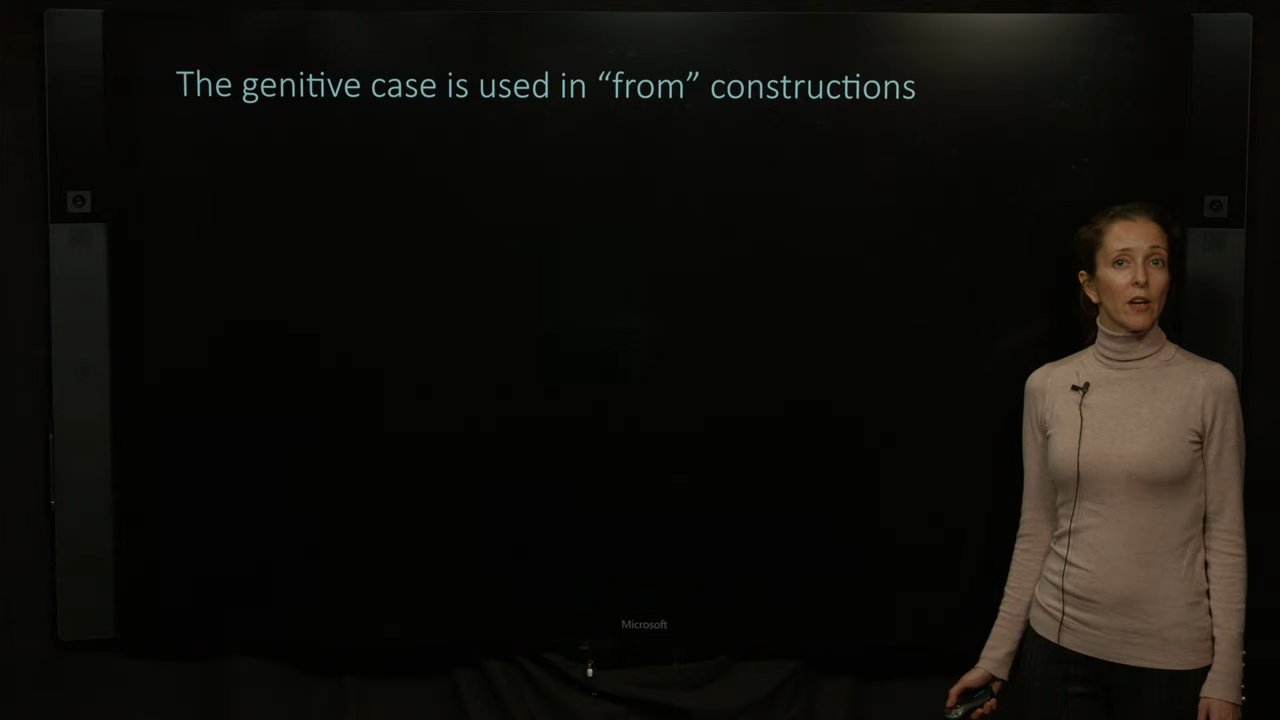 The genitive case is used in “from” constructions
Microsoft